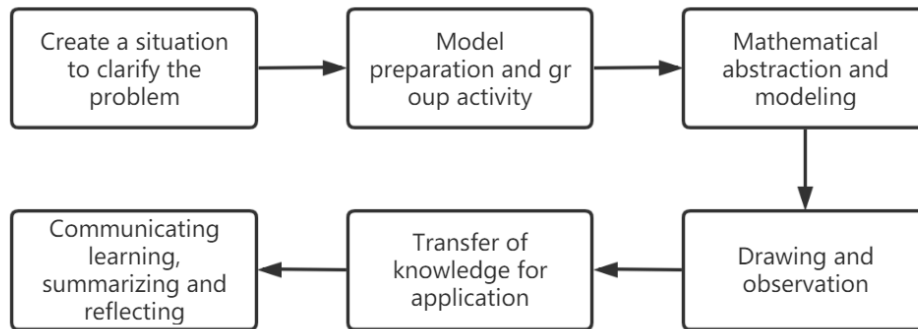 Create a situation
to clarify the
problem
Model
preparation and gr
oup activity
Mathematical
abstraction and
modeling
Drawing and
observation
Transfer of
knowledge for
application
Communicating
learning,
summarizing and
reflecting